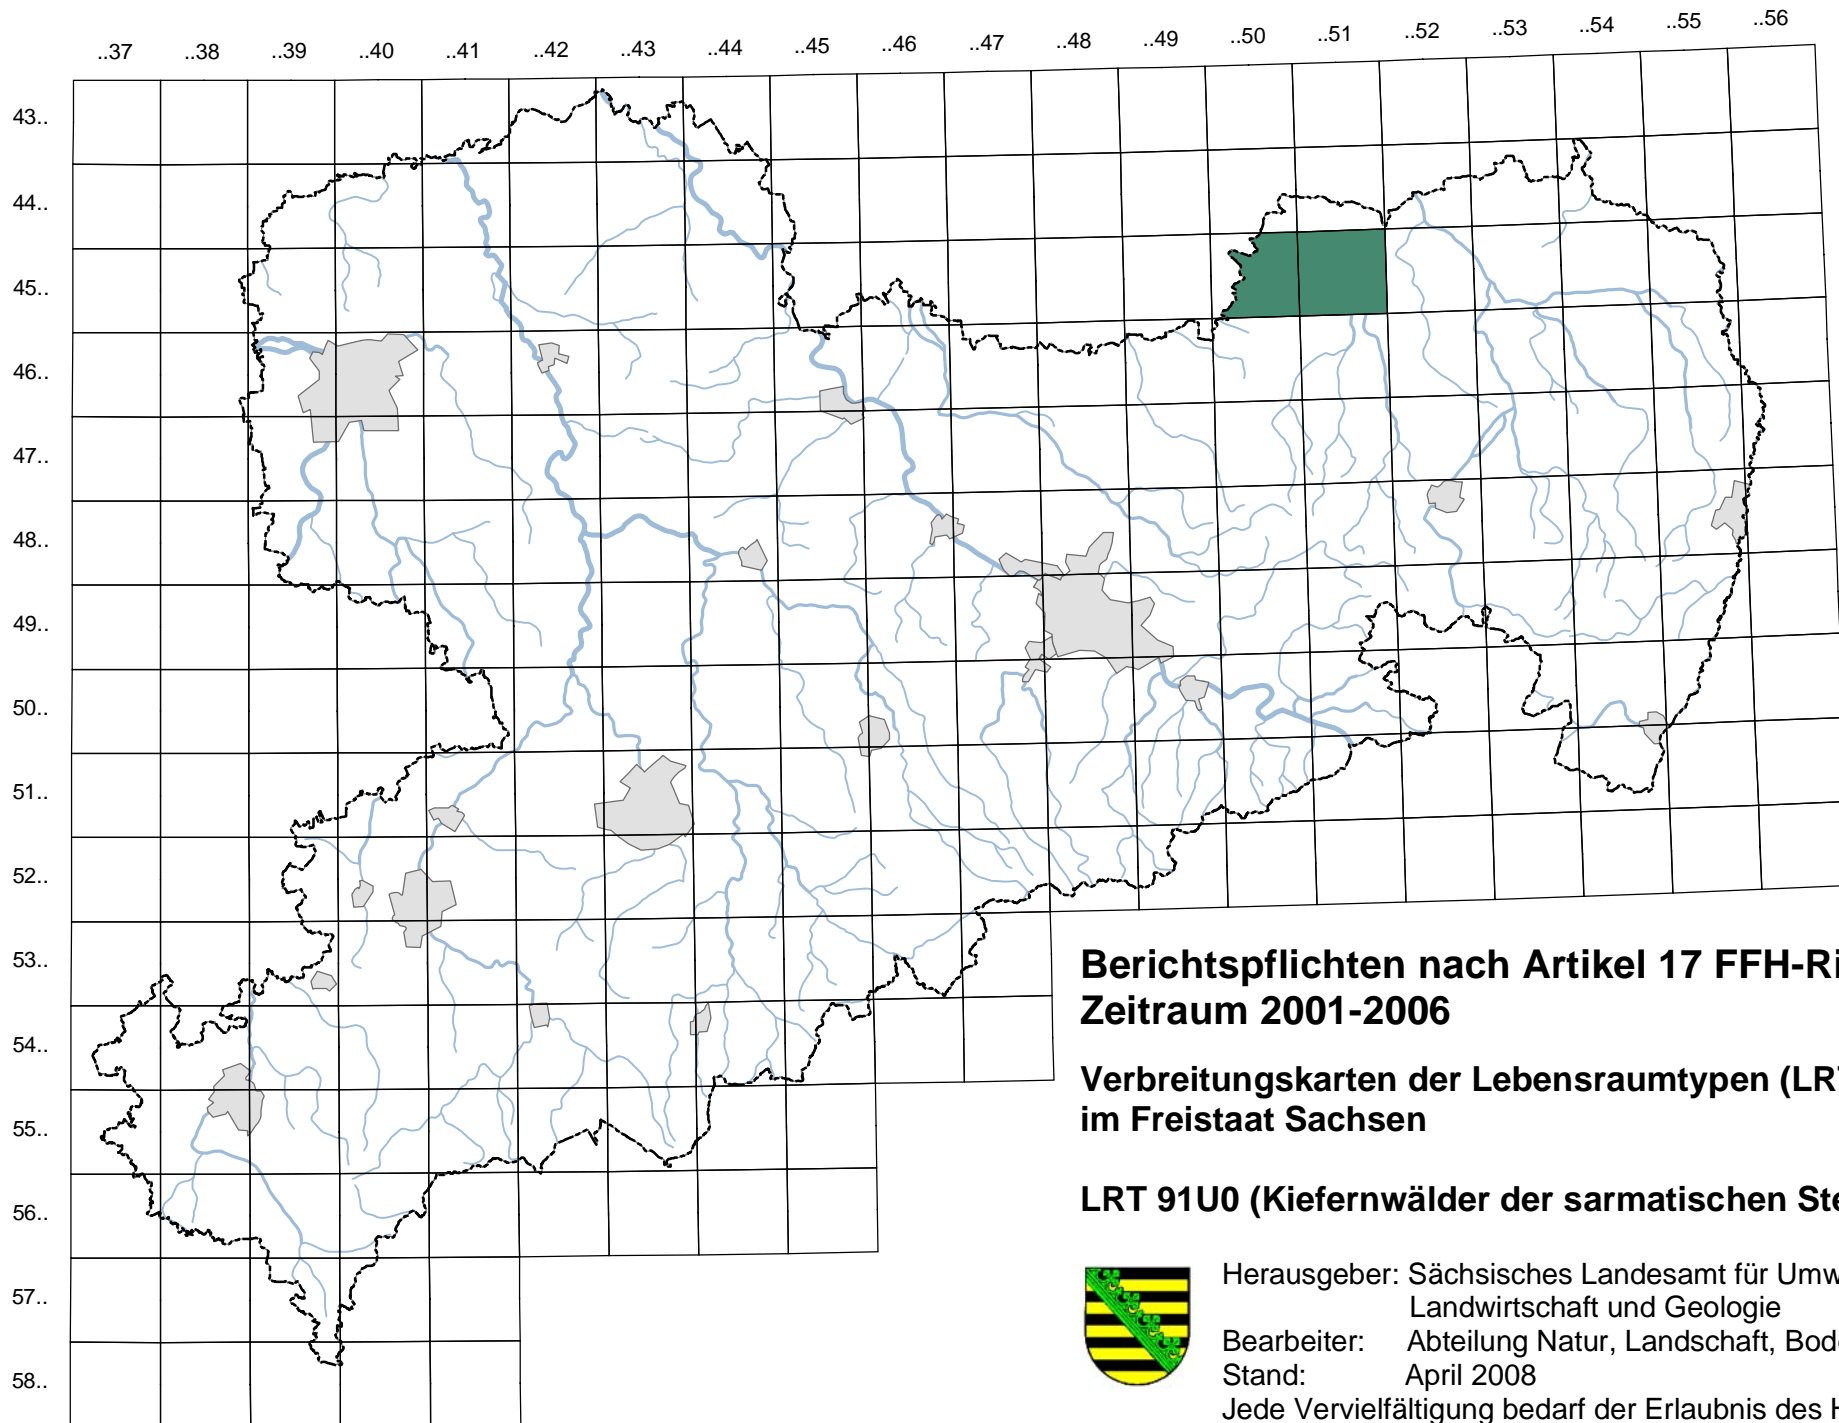 ..37 ..38 ..39 ..40 ..41 ..42 ..43 ..44 ..45 ..46 ..47 ..48 ..49 ..50 ..51 ..52 ..53 ..54 ..55 ..56
43..
44..
45..
46..
47..
48..
49..
50..
51..
52..
53..
54..
55..
56..
57..
58..
Berichtspflichten nach Artikel 17 FFH-Ri
Zeitraum 2001-2006
Verbreitungskarten der Lebensraumtypen (LRT
im Freistaat Sachsen
LRT 91U0 (Kiefernwälder der sarmatischen Ste
Herausgeber: Sächsisches Landesamt für Umw
Landwirtschaft und Geologie
Bearbeiter: Abteilung Natur, Landschaft, Bod
Stand: April 2008
Jede Vervielfältigung bedarf der Erlaubnis des H